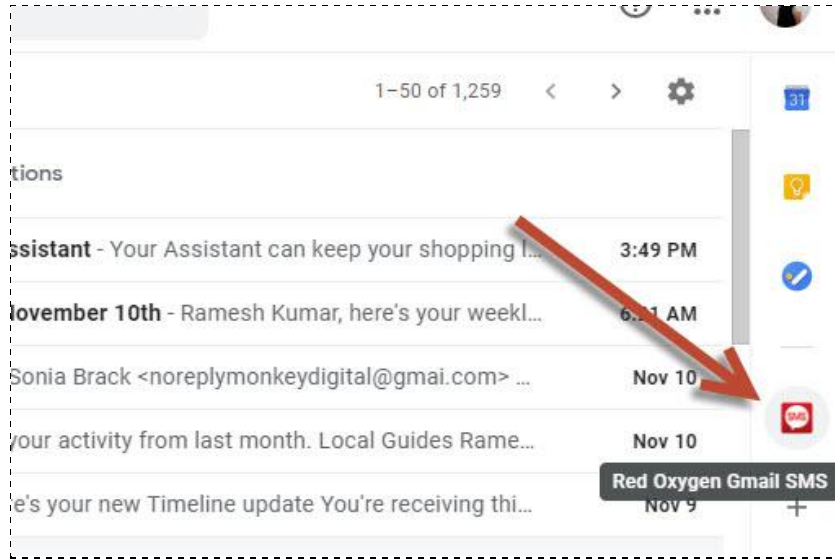 1–50 of 1,259
31
tions
ssistant - Your Assistant can keep your shopping l... 3:49 PM
lovember 10th - Ramesh Kumar, here's your weekl... AM
Sonia Brack <noreplymonkeydigital@gmai.com> ... Nov 10
your activity from last month. Local Guides Rame... Nov 10
SMS
Red Oxygen Gmail SMS
e's your new Timeline update You're receiving thi... Nov 9